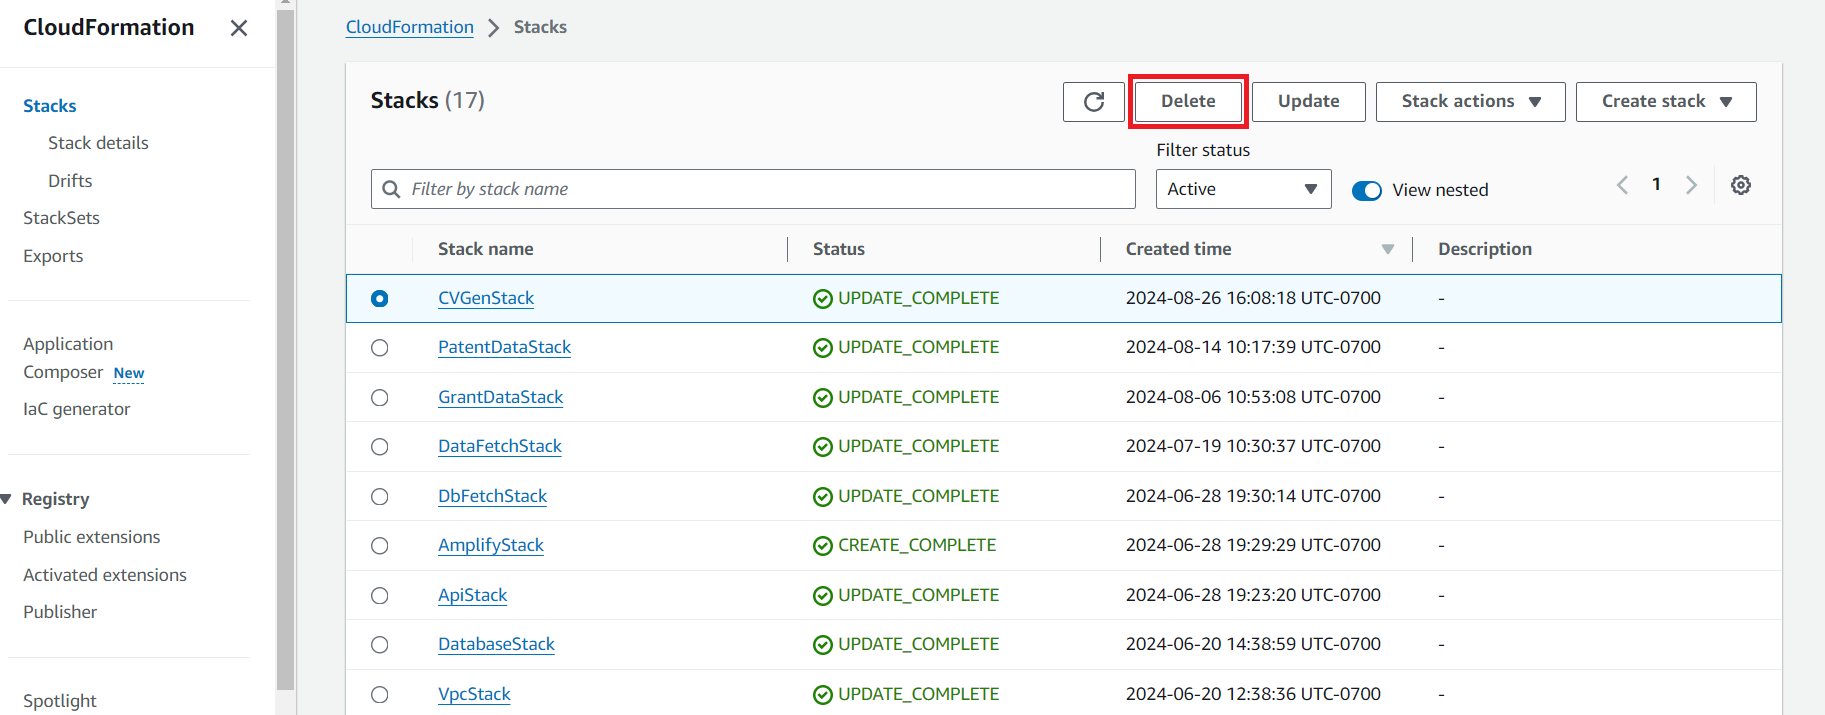 CloudFormation
Stacks
Stack details
Drifts
StackSets
Exports
Application
Composer New
IaC generator
Registry
Public extensions
Activated extensions
Publisher
Spotlight
CloudFormation > Stacks
Stacks (17)
Delete
Update
Stack actions
Create stack
Filter status
Filter by stack name
Active
View nested
1
Stack name Status Created time Description
CVGenStack UPDATE_COMPLETE 2024-08-26 16:08:18 UTC-0700 -
PatentDataStack UPDATE_COMPLETE 2024-08-14 10:17:39 UTC-0700 -
GrantDataStack UPDATE_COMPLETE 2024-08-06 10:53:08 UTC-0700 -
DataFetchStack UPDATE_COMPLETE 2024-07-19 10:30:37 UTC-0700 -
DbFetchStack UPDATE_COMPLETE 2024-06-28 19:30:14 UTC-0700 -
AmplifyStack CREATE_COMPLETE 2024-06-28 19:29:29 UTC-0700 -
ApiStack UPDATE_COMPLETE 2024-06-28 19:23:20 UTC-0700 -
DatabaseStack UPDATE_COMPLETE 2024-06-20 14:38:59 UTC-0700 -
VpcStack UPDATE_COMPLETE 2024-06-20 12:38:36 UTC-0700 -